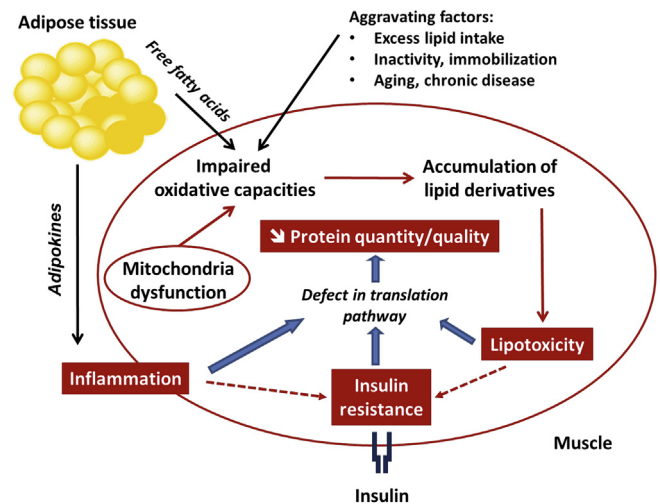 Adipose tissue
Aggravating factors:
• Excess lipid intake
• Inactivity, immobilization
• Aging, chronic disease
Free fatty acids
Impaired
oxidative capacities
Accumulation of
lipid derivatives
Adipokines
➘ Protein quantity/quality
Mitochondria
dysfunction
Defect in translation
pathway
Lipotoxicity
Inflammation
Insulin
resistance
Muscle
Insulin